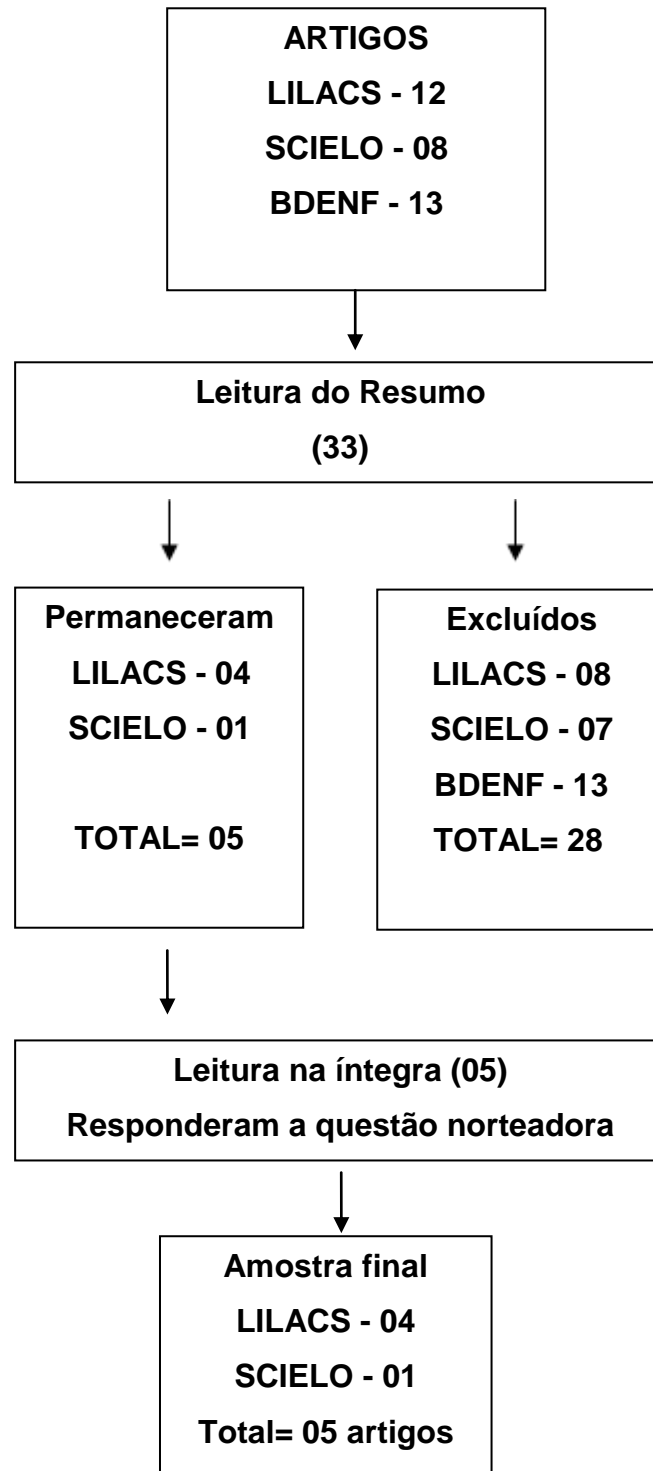 ARTIGOS
LILACS - 12
SCIELO - 08
BDENF - 13
Leitura do Resumo
(33)
Permaneceram
LILACS - 04
SCIELO - 01
TOTAL= 05
Excluídos
LILACS - 08
SCIELO - 07
BDENF - 13
TOTAL= 28
Leitura na íntegra (05)
Responderam a questão norteadora
Amostra final
LILACS - 04
SCIELO - 01
Total= 05 artigos